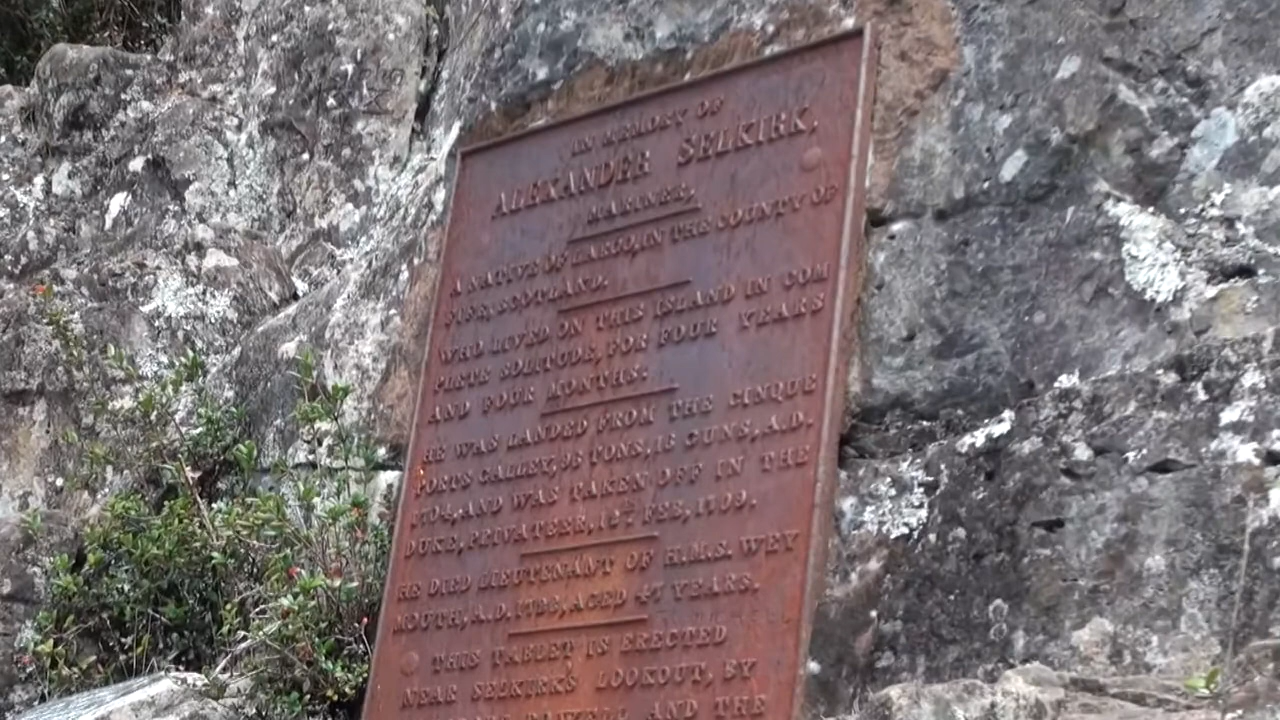 IN MEMORY OF
ALEXANDER SELKIRK,
MARINER,
A NATIVE OF LARGO, IN THE COUNTY OF
FIFE, SCOTLAND.
WHO LIVED ON THIS ISLAND IN COM
PLETE SOLITUDE, FOR FOUR YEARS
AND FOUR MONTHS.
HE WAS LANDED FROM THE CINQUE
PORTS GALLEY, 96 TONS, 16 GUNS, A.D.
1704, AND WAS TAKEN OFF IN THE
DUKE, PRIVATEER, 12TH FEB, 1709.
HE DIED LIEUTENANT OF H.M.S. WEY
MOUTH, A.D. AGED 47 YEARS.
THIS TABLET IS ERECTED
NEAR SELKIRKS LOOKOUT, BY
POWELL AND THE